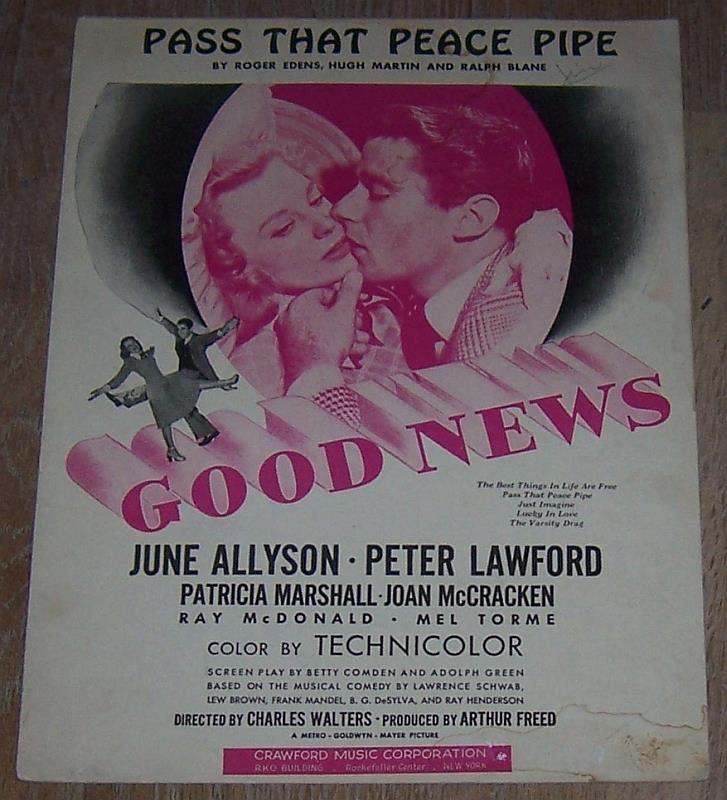 PASS THAT PEACE PIPE
BY ROGER EDENS, HUGH MARTIN AND RALPH BLANE
GOOD NEWS
The Best Things In Life Are Free
Pass That Peace Pipe
Just Imagine
Lucky In Love
The Varsity Drag
JUNE ALLYSON · PETER LAWFORD
PATRICIA MARSHALL · JOAN McCRACKEN
RAY McDONALD · MEL TORME
COLOR BY TECHNICOLOR
SCREEN PLAY BY BETTY COMDEN AND ADOLPH GREEN
BASED ON THE MUSICAL COMEDY BY LAWRENCE SCHWAB,
LEW BROWN, FRANK MANDEL, B. G. DeSYLVA, AND RAY HENDERSON
DIRECTED BY CHARLES WALTERS · PRODUCED BY ARTHUR FREED
A METRO - GOLDWYN - MAYER PICTURE
CRAWFORD MUSIC CORPORATION
RKO BUILDING . Rockefeller Center . NEW YORK